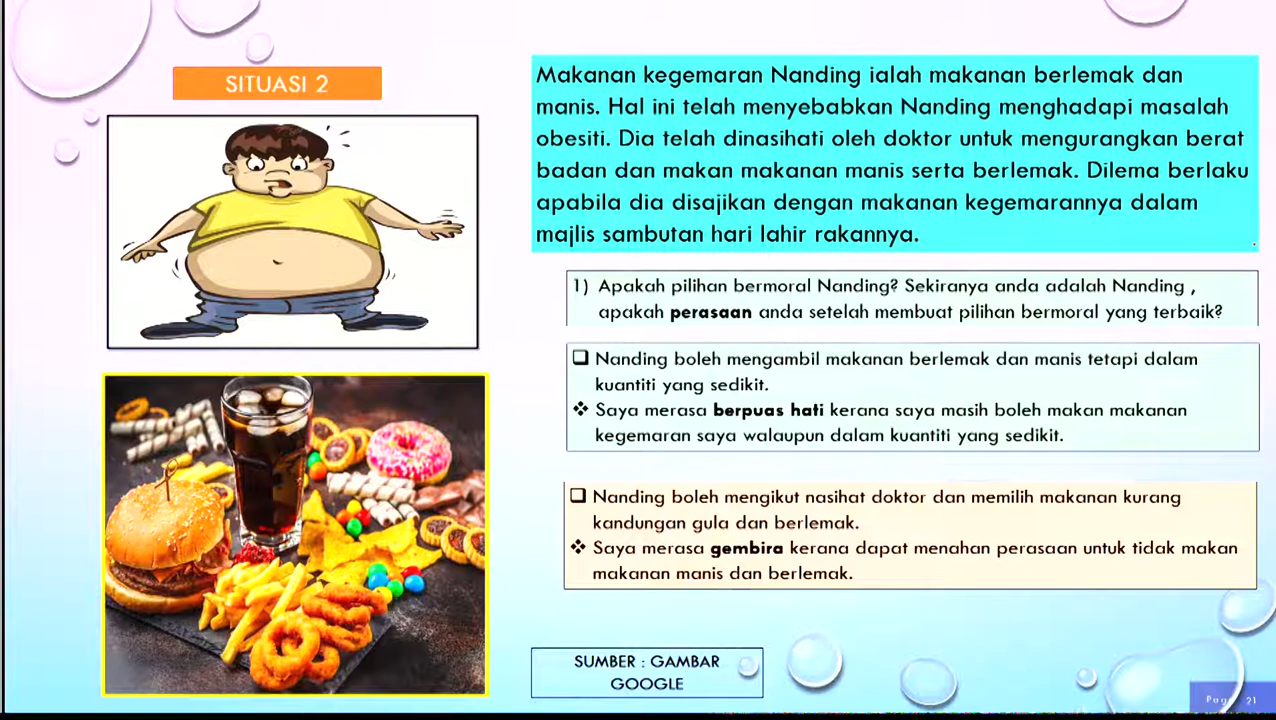 SITUASI 2
Makanan kegemaran Nanding ialah makanan berlemak dan
manis. Hal ini telah menyebabkan Nanding menghadapi masalah
obesiti. Dia telah dinasihati oleh doktor untuk mengurangkan berat
badan dan makan makanan manis serta berlemak. Dilema berlaku
apabila dia disajikan dengan makanan kegemarannya dalam
majlis sambutan hari lahir rakannya.
1) Apakah pilihan bermoral Nanding? Sekiranya anda adalah Nanding ,
apakah perasaan anda setelah membuat pilihan bermoral yang terbaik?
❑ Nanding boleh mengambil makanan berlemak dan manis tetapi dalam
kuantiti yang sedikit.
❖ Saya merasa berpuas hati kerana saya masih boleh makan makanan
kegemaran saya walaupun dalam kuantiti yang sedikit.
❑ Nanding boleh mengikut nasihat doktor dan memilih makanan kurang
kandungan gula dan berlemak.
❖ Saya merasa gembira kerana dapat menahan perasaan untuk tidak makan
makanan manis dan berlemak.
SUMBER : GAMBAR
GOOGLE
Page 21